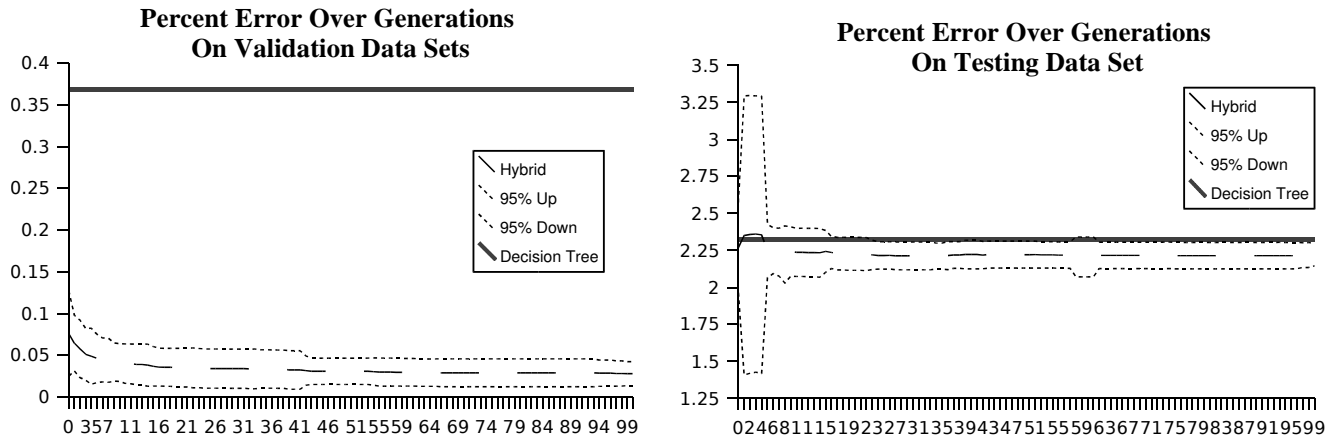 Percent Error Over Generations
On Validation Data Sets
0.4
0.35
0.3
0.25
0.2
0.15
0.1
0.05
0
Hybrid
95% Up
95% Down
Decision Tree
0 357 11 16 21 26 31 36 41 46 515559 64 69 74 79 84 89 94 99
Percent Error Over Generations
On Testing Data Set
3.5
3.25
3
2.75
2.5
2.25
2
1.75
1.5
1.25
Hybrid
95% Up
95% Down
Decision Tree
02468111519232731353943475155596367717579838791959​9